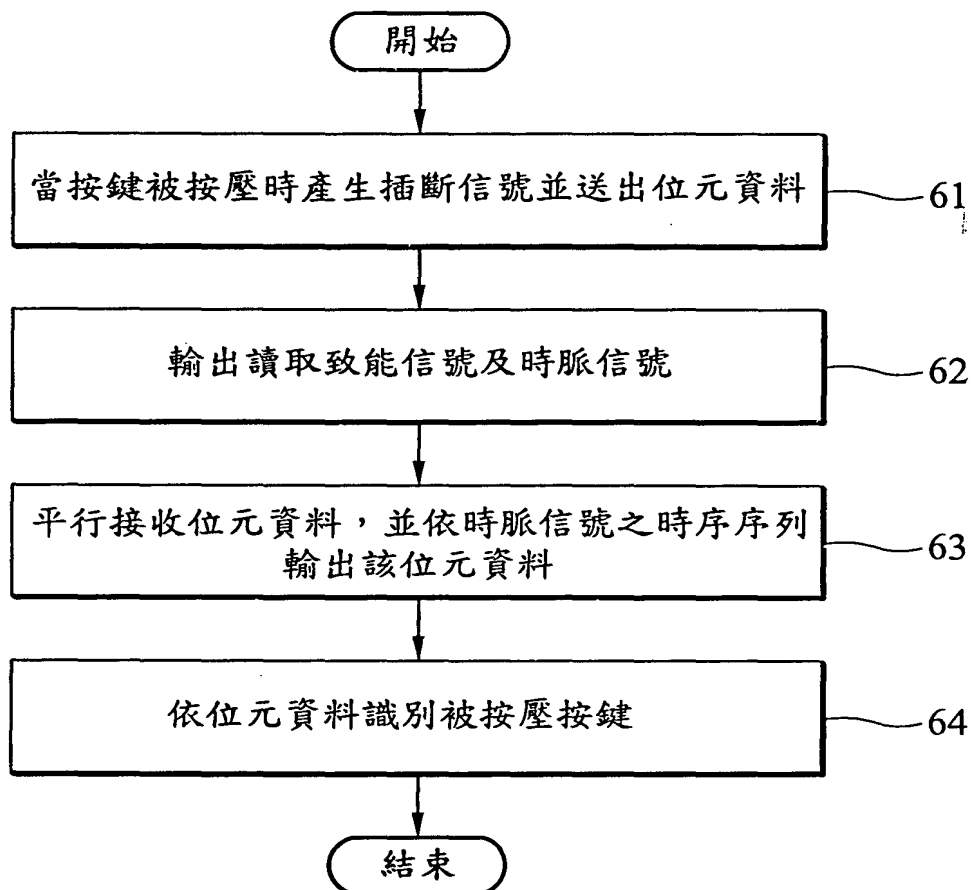 開始
當按鍵被按壓時產生插斷信號並送出位元資料
61
輸出讀取致能信號及時脈信號
62
平行接收位元資料，並依時脈信號之時序序列
輸出該位元資料
63
依位元資料識別被按壓按鍵
64
結束